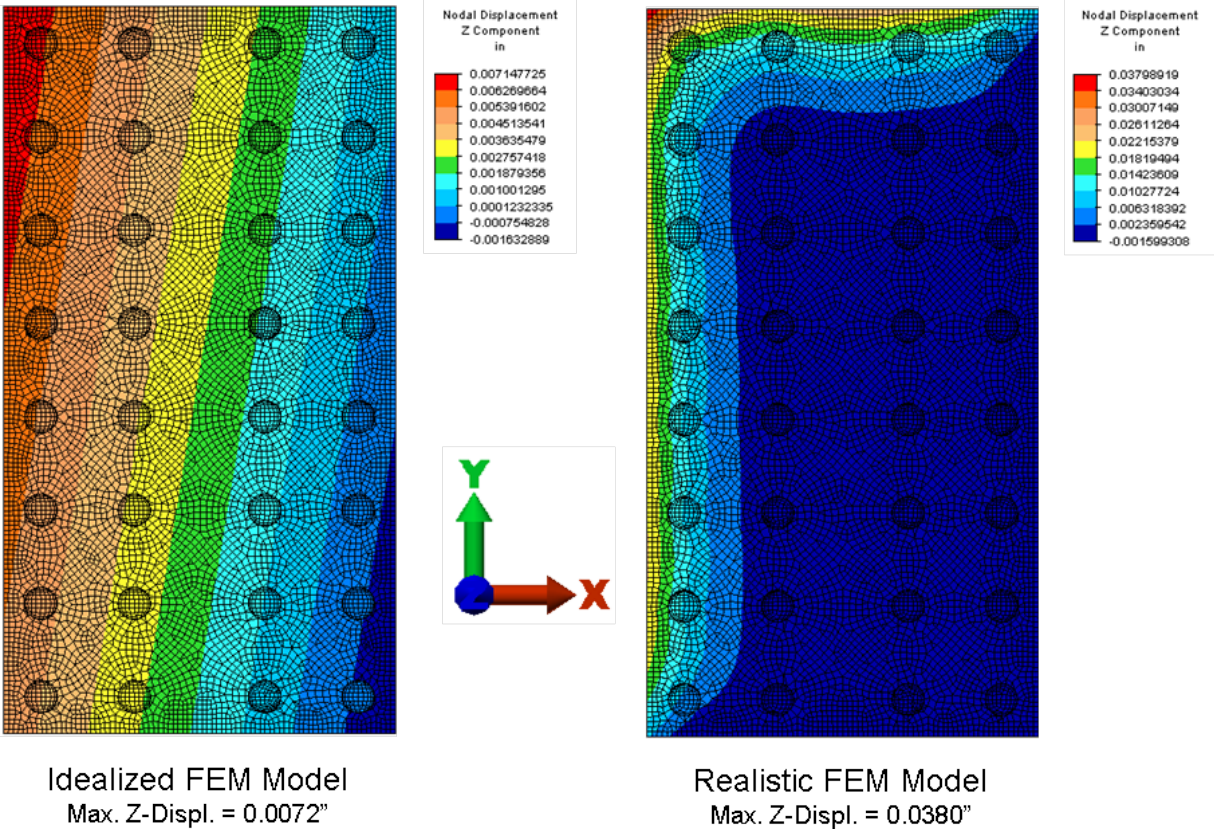 Nodal Displacement
Z Component
in
0.007147725
0.006269664
0.005391602
0.004513541
0.003635479
0.002757418
0.001879356
0.001001295
0.0001232335
-0.000754828
-0.001632889
Nodal Displacement
Z Component
in
0.03798919
0.03403034
0.03007149
0.02611264
0.02215379
0.01819494
0.01423609
0.01027724
0.006318392
0.002359542
-0.001599308
Y
X
Idealized FEM Model
Max. Z-Displ. = 0.0072”
Realistic FEM Model
Max. Z-Displ. = 0.0380”